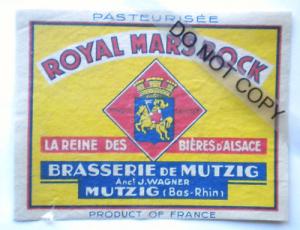 PASTEURISÉE
ROYAL MARS BOCK
DO NOT COPY
LA REINE DES BIÈRES D'ALSACE
BRASSERIE DE MUTZIG
Anct J. WAGNER
MUTZIG (Bas-Rhin)
PRODUCT OF FRANCE